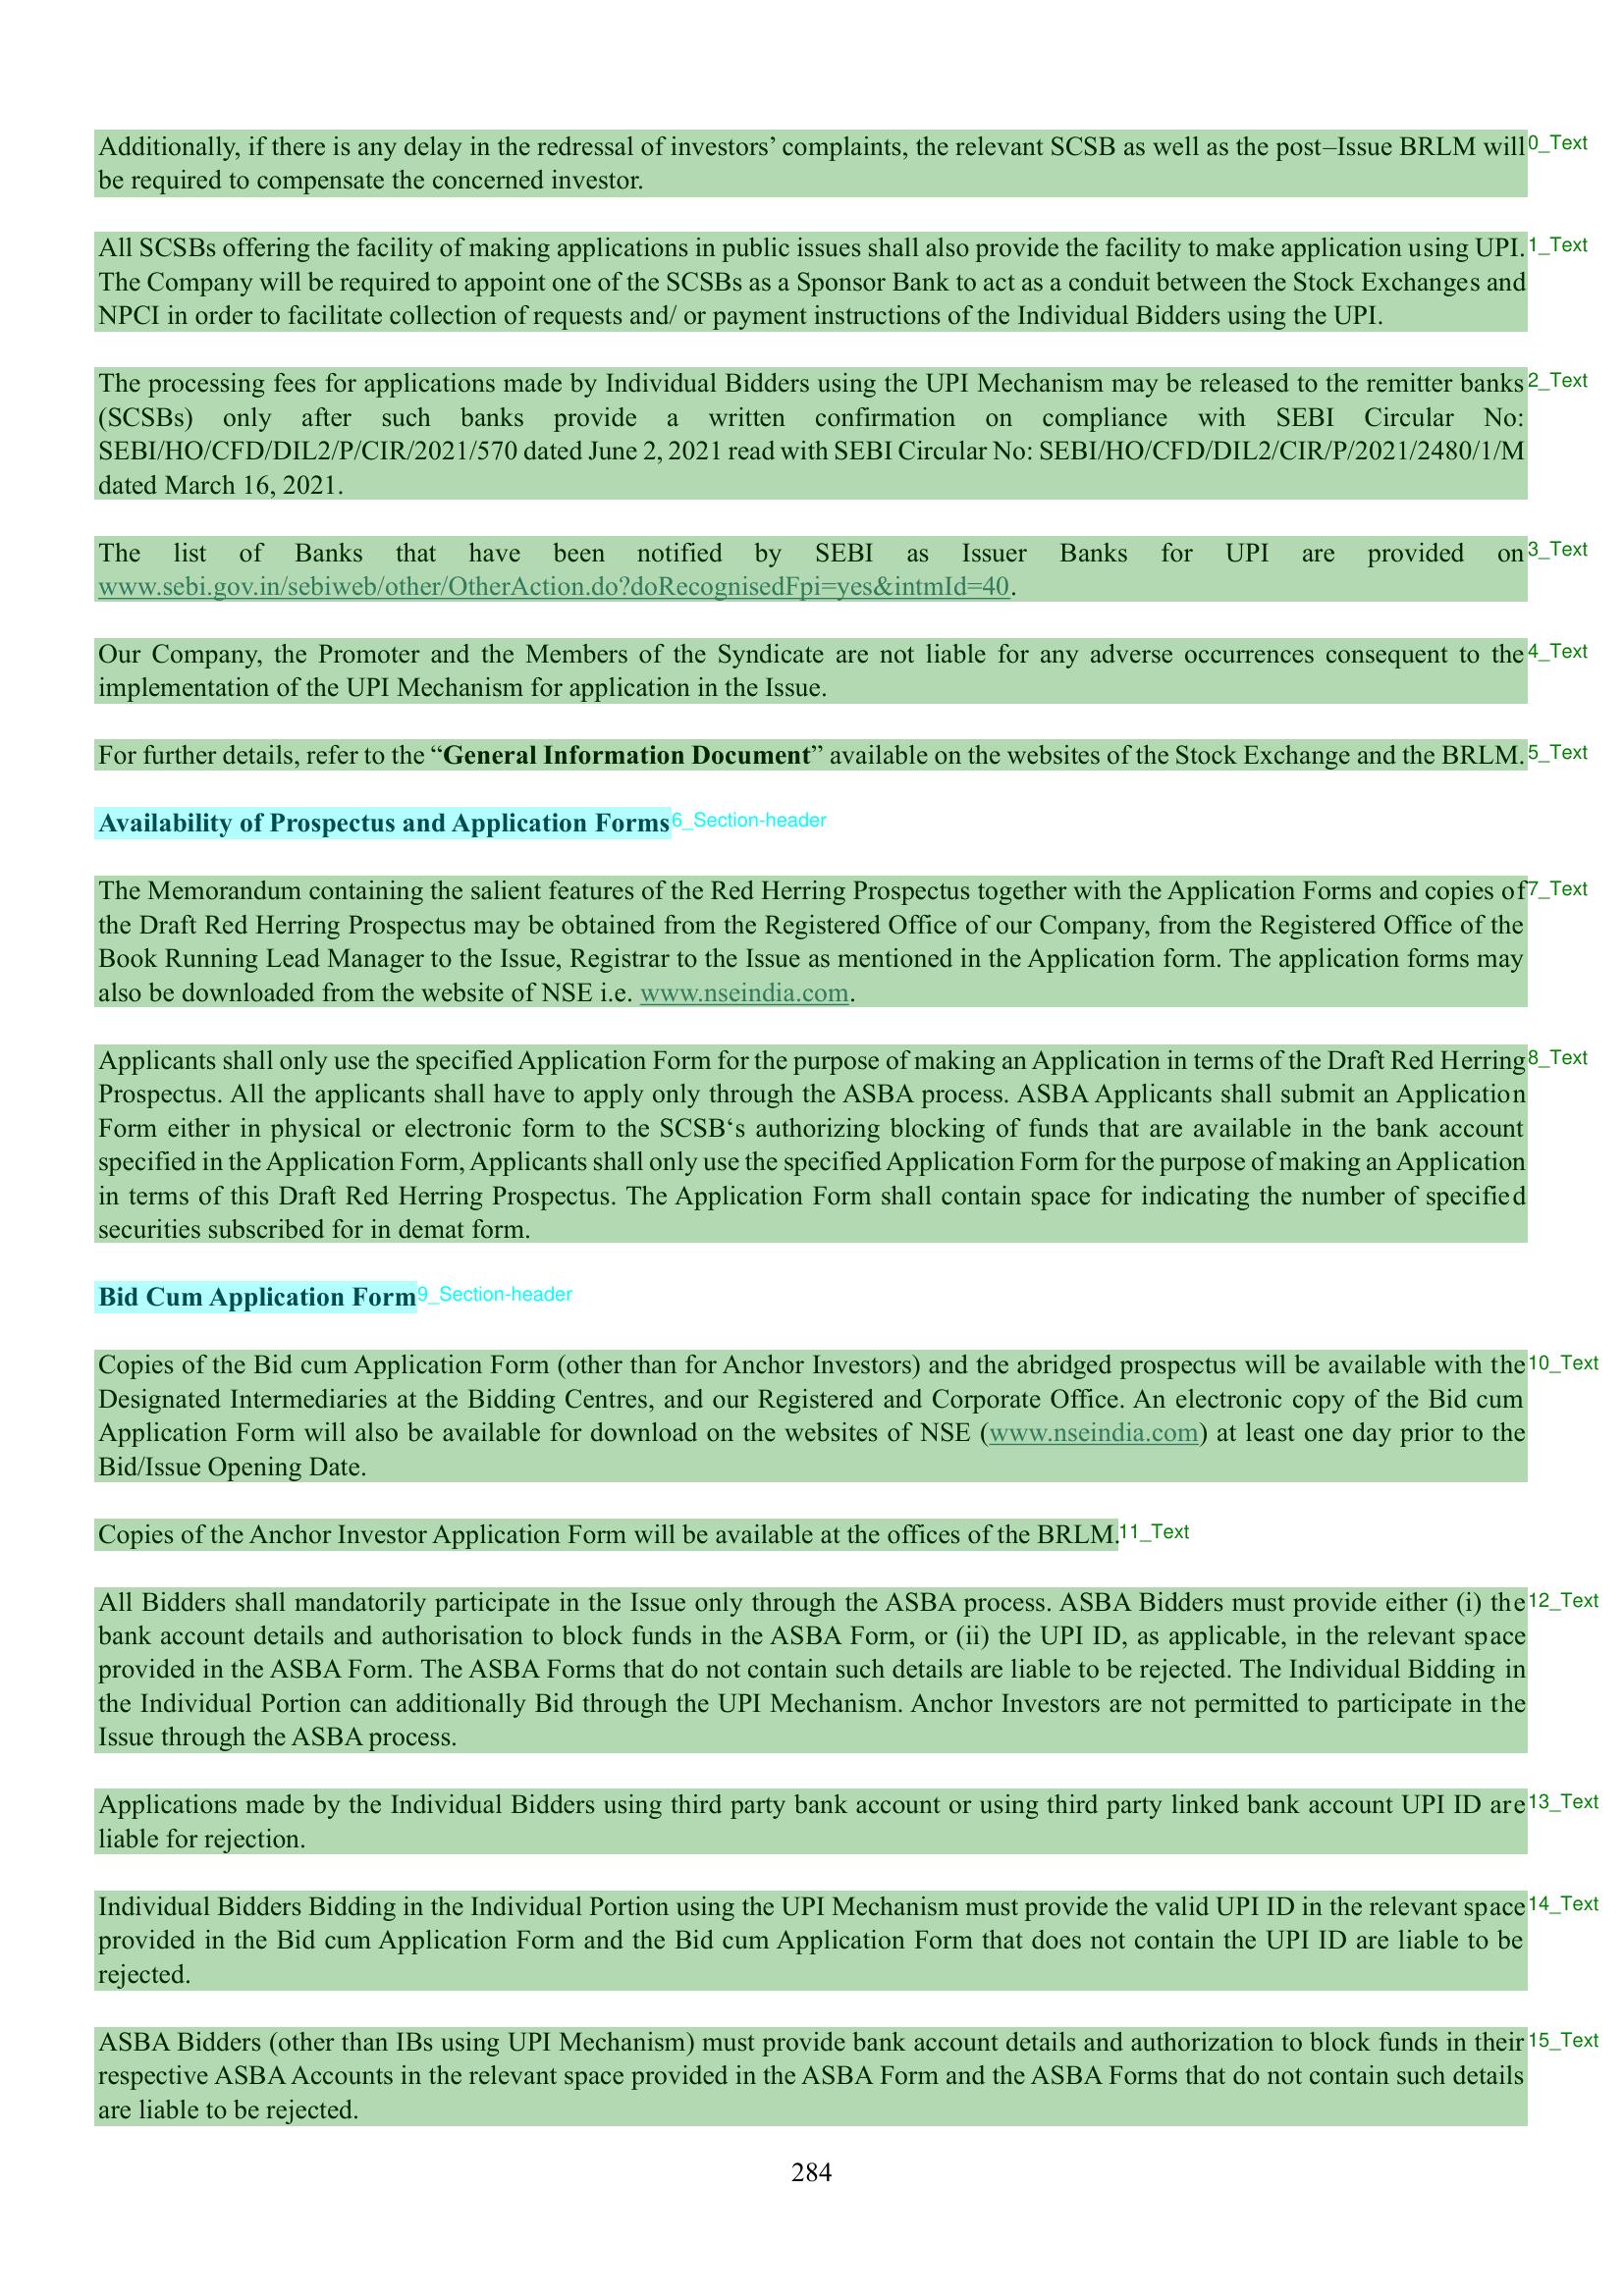 Additionally, if there is any delay in the redressal of investors’ complaints, the relevant SCSB as well as the post–Issue BRLM will 0_Text
be required to compensate the concerned investor.
All SCSBs offering the facility of making applications in public issues shall also provide the facility to make application using UPI. 1_Text
The Company will be required to appoint one of the SCSBs as a Sponsor Bank to act as a conduit between the Stock Exchanges and
NPCI in order to facilitate collection of requests and/ or payment instructions of the Individual Bidders using the UPI.
The processing fees for applications made by Individual Bidders using the UPI Mechanism may be released to the remitter banks 2_Text
(SCSBs) only after such banks provide a written confirmation on compliance with SEBI Circular No:
SEBI/HO/CFD/DIL2/P/CIR/2021/570 dated June 2, 2021 read with SEBI Circular No: SEBI/HO/CFD/DIL2/CIR/P/2021/2480/1/M
dated March 16, 2021.
The list of Banks that have been notified by SEBI as Issuer Banks for UPI are provided on 3_Text
www.sebi.gov.in/sebiweb/other/OtherAction.do?doRecognisedFpi=yes&intmId=40.
Our Company, the Promoter and the Members of the Syndicate are not liable for any adverse occurrences consequent to the 4_Text
implementation of the UPI Mechanism for application in the Issue.
For further details, refer to the “General Information Document” available on the websites of the Stock Exchange and the BRLM. 5_Text
Availability of Prospectus and Application Forms 6_Section-header
The Memorandum containing the salient features of the Red Herring Prospectus together with the Application Forms and copies of 7_Text
the Draft Red Herring Prospectus may be obtained from the Registered Office of our Company, from the Registered Office of the
Book Running Lead Manager to the Issue, Registrar to the Issue as mentioned in the Application form. The application forms may
also be downloaded from the website of NSE i.e. www.nseindia.com.
Applicants shall only use the specified Application Form for the purpose of making an Application in terms of the Draft Red Herring 8_Text
Prospectus. All the applicants shall have to apply only through the ASBA process. ASBA Applicants shall submit an Application
Form either in physical or electronic form to the SCSB‘s authorizing blocking of funds that are available in the bank account
specified in the Application Form, Applicants shall only use the specified Application Form for the purpose of making an Application
in terms of this Draft Red Herring Prospectus. The Application Form shall contain space for indicating the number of specified
securities subscribed for in demat form.
Bid Cum Application Form 9_Section-header
Copies of the Bid cum Application Form (other than for Anchor Investors) and the abridged prospectus will be available with the 10_Text
Designated Intermediaries at the Bidding Centres, and our Registered and Corporate Office. An electronic copy of the Bid cum
Application Form will also be available for download on the websites of NSE (www.nseindia.com) at least one day prior to the
Bid/Issue Opening Date.
Copies of the Anchor Investor Application Form will be available at the offices of the BRLM. 11_Text
All Bidders shall mandatorily participate in the Issue only through the ASBA process. ASBA Bidders must provide either (i) the 12_Text
bank account details and authorisation to block funds in the ASBA Form, or (ii) the UPI ID, as applicable, in the relevant space
provided in the ASBA Form. The ASBA Forms that do not contain such details are liable to be rejected. The Individual Bidding in
the Individual Portion can additionally Bid through the UPI Mechanism. Anchor Investors are not permitted to participate in the
Issue through the ASBA process.
Applications made by the Individual Bidders using third party bank account or using third party linked bank account UPI ID are 13_Text
liable for rejection.
Individual Bidders Bidding in the Individual Portion using the UPI Mechanism must provide the valid UPI ID in the relevant space 14_Text
provided in the Bid cum Application Form and the Bid cum Application Form that does not contain the UPI ID are liable to be
rejected.
ASBA Bidders (other than IBs using UPI Mechanism) must provide bank account details and authorization to block funds in their 15_Text
respective ASBA Accounts in the relevant space provided in the ASBA Form and the ASBA Forms that do not contain such details
are liable to be rejected.
284